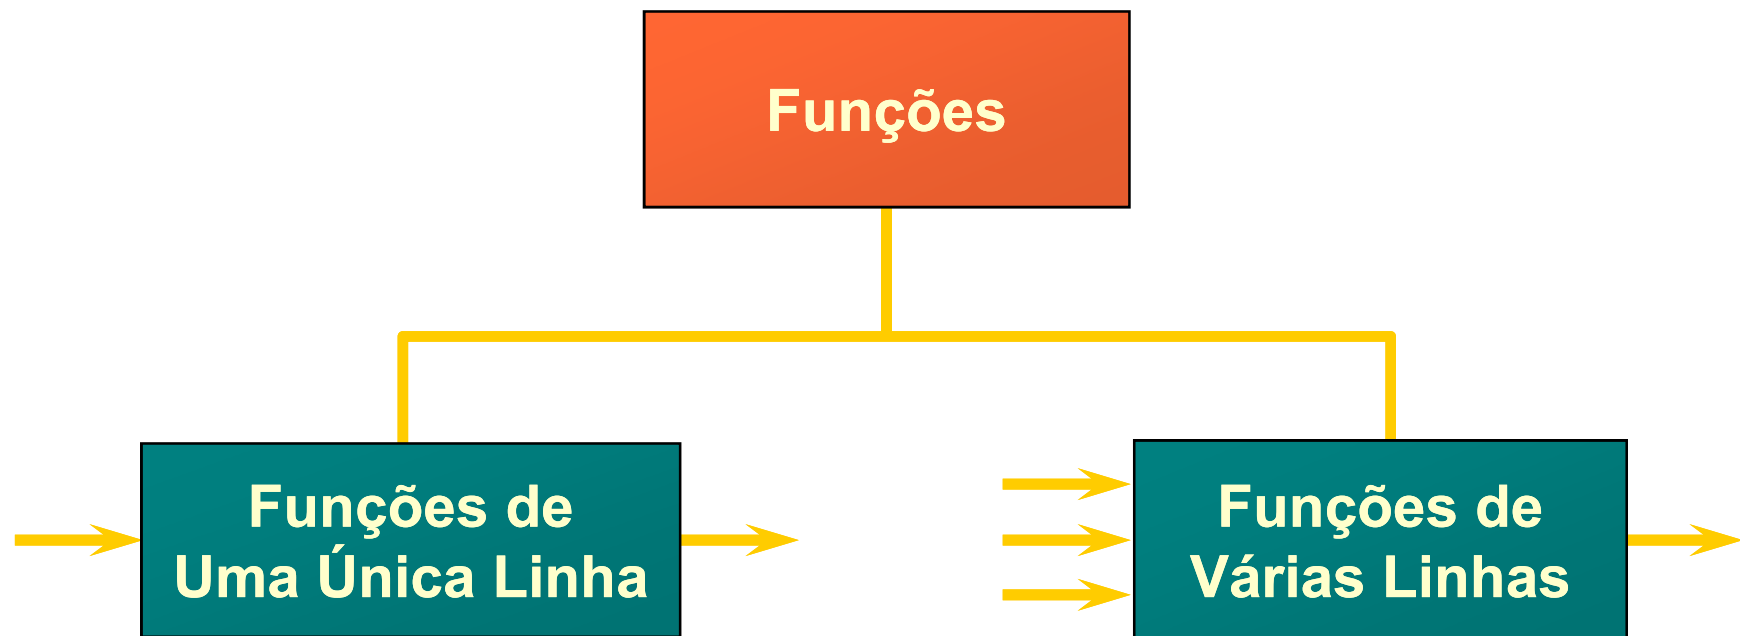 Funções
Funções de
Uma Única Linha
Funções de
Várias Linhas